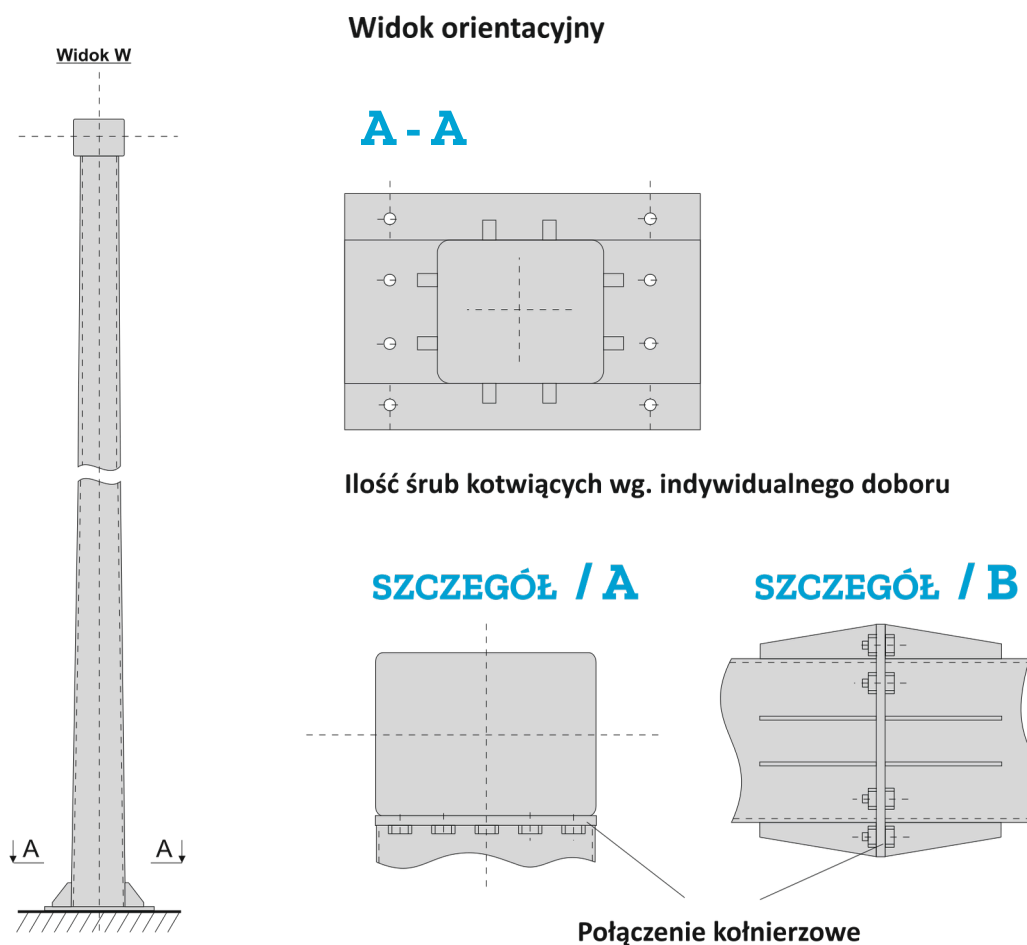 Widok orientacyjny
Widok W
A - A
Ilość śrub kotwiących wg. indywidualnego doboru
SZCZEGÓŁ / A
SZCZEGÓŁ / B
A A
Połączenie kołnierzowe